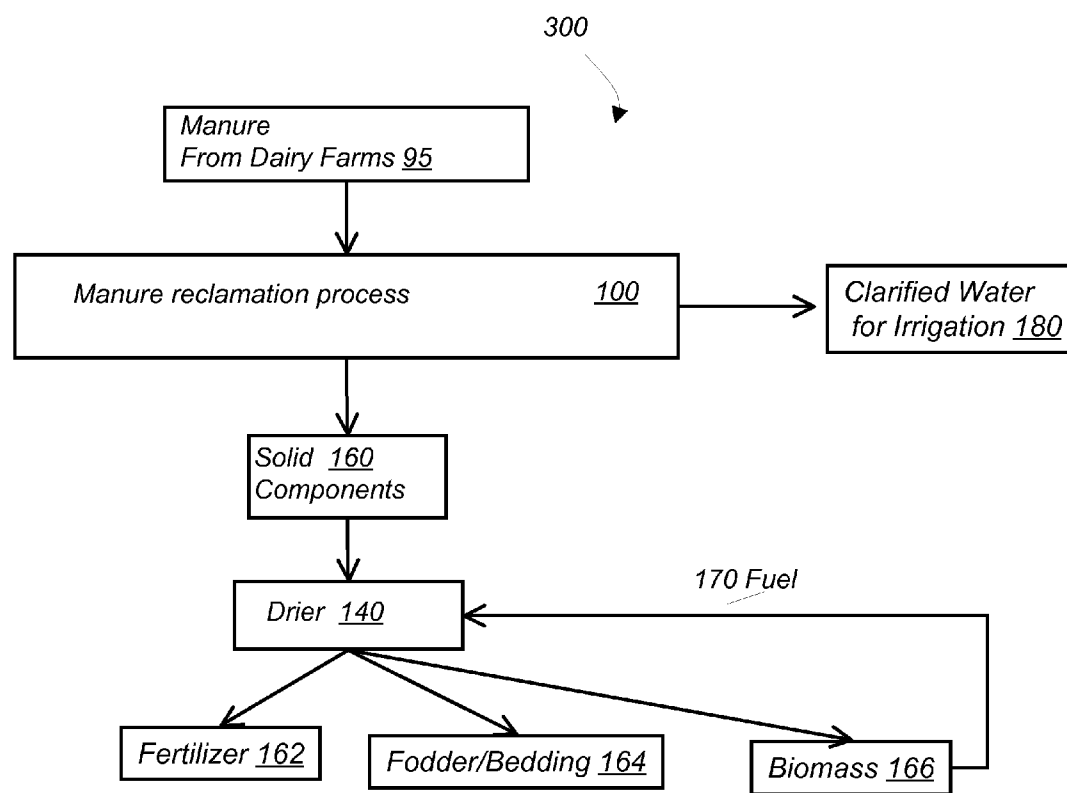 300
Manure
From Dairy Farms 95
Manure reclamation process 100
Clarified Water
for Irrigation 180
Solid 160
Components
170 Fuel
Drier 140
Fertilizer 162
Fodder/Bedding 164
Biomass 166